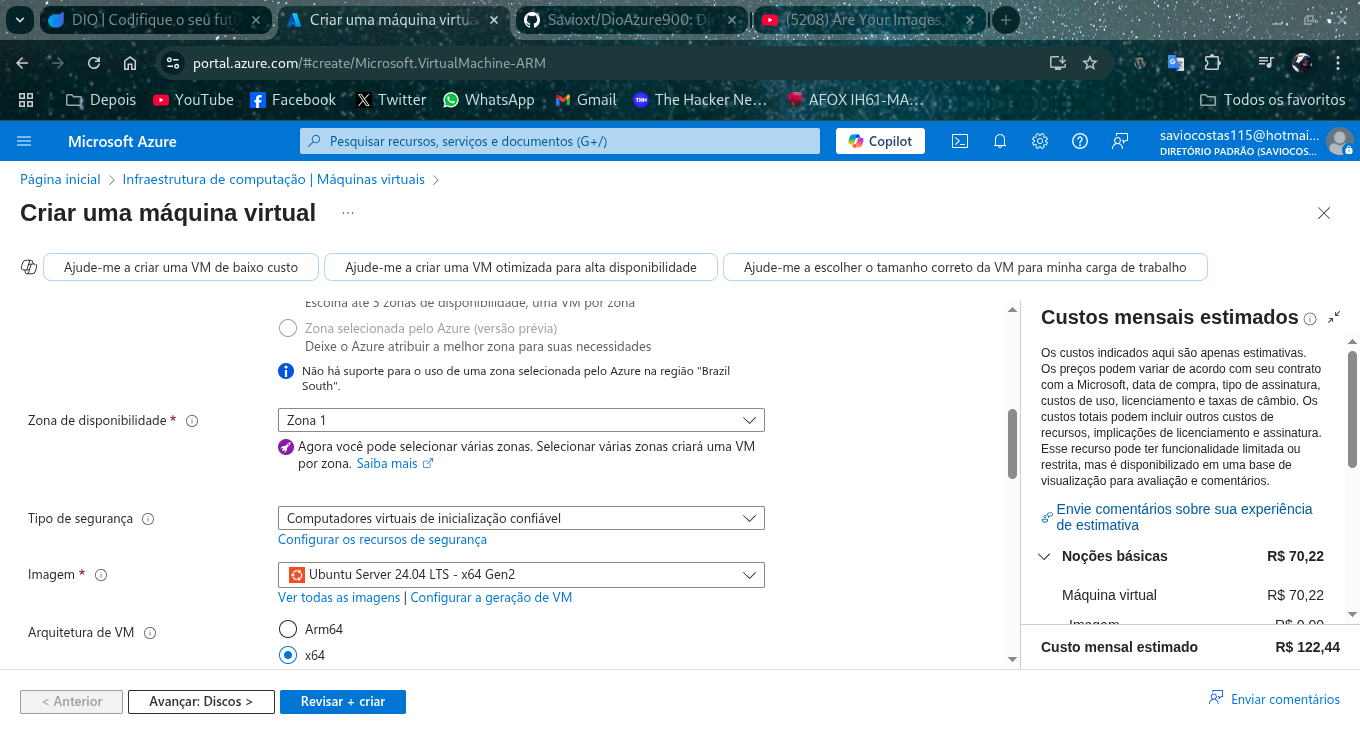 DIO | Codifique o seu futu
Criar uma máquina virtua
Savioxt/DioAzure900: Di
(5208) Are Your Images,
portal.azure.com/#create/Microsoft.VirtualMachine-ARM
Depois
YouTube
Facebook
Twitter
WhatsApp
Gmail
The Hacker Ne...
AFOX IH61-MA...
Todos os favoritos
Microsoft Azure
Pesquisar recursos, serviços e documentos (G+/)
Copilot
saviocostas115@hotmai...
DIRETÓRIO PADRÃO (SAVIOCOS...
Página inicial > Infraestrutura de computação | Máquinas virtuais >
Criar uma máquina virtual ...
Ajude-me a criar uma VM de baixo custo
Ajude-me a criar uma VM otimizada para alta disponibilidade
Ajude-me a escolher o tamanho correto da VM para minha carga de trabalho
Escolha até 3 zonas de disponibilidade, uma VM por zona
Zona selecionada pelo Azure (versão prévia)
Deixe o Azure atribuir a melhor zona para suas necessidades
Não há suporte para o uso de uma zona selecionada pelo Azure na região "Brazil
South".
Zona de disponibilidade *
Zona 1
Agora você pode selecionar várias zonas. Selecionar várias zonas criará uma VM
por zona. Saiba mais
Tipo de segurança
Computadores virtuais de inicialização confiável
Configurar os recursos de segurança
Imagem *
Ubuntu Server 24.04 LTS - x64 Gen2
Ver todas as imagens | Configurar a geração de VM
Arquitetura de VM
Arm64
x64
Custos mensais estimados
Os custos indicados aqui são apenas estimativas.
Os preços podem variar de acordo com seu contrato
com a Microsoft, data de compra, tipo de assinatura,
custos de uso, licenciamento e taxas de câmbio. Os
custos totais podem incluir outros custos de
recursos, implicações de licenciamento e assinatura.
Esse recurso pode ter funcionalidade limitada ou
restrita, mas é disponibilizado em uma base de
visualização para avaliação e comentários.
Envie comentários sobre sua experiência
de estimativa
Noções básicas R$ 70,22
Máquina virtual R$ 70,22
Imagem R$ 0,00
Custo mensal estimado R$ 122,44
< Anterior
Avançar: Discos >
Revisar + criar
Enviar comentários